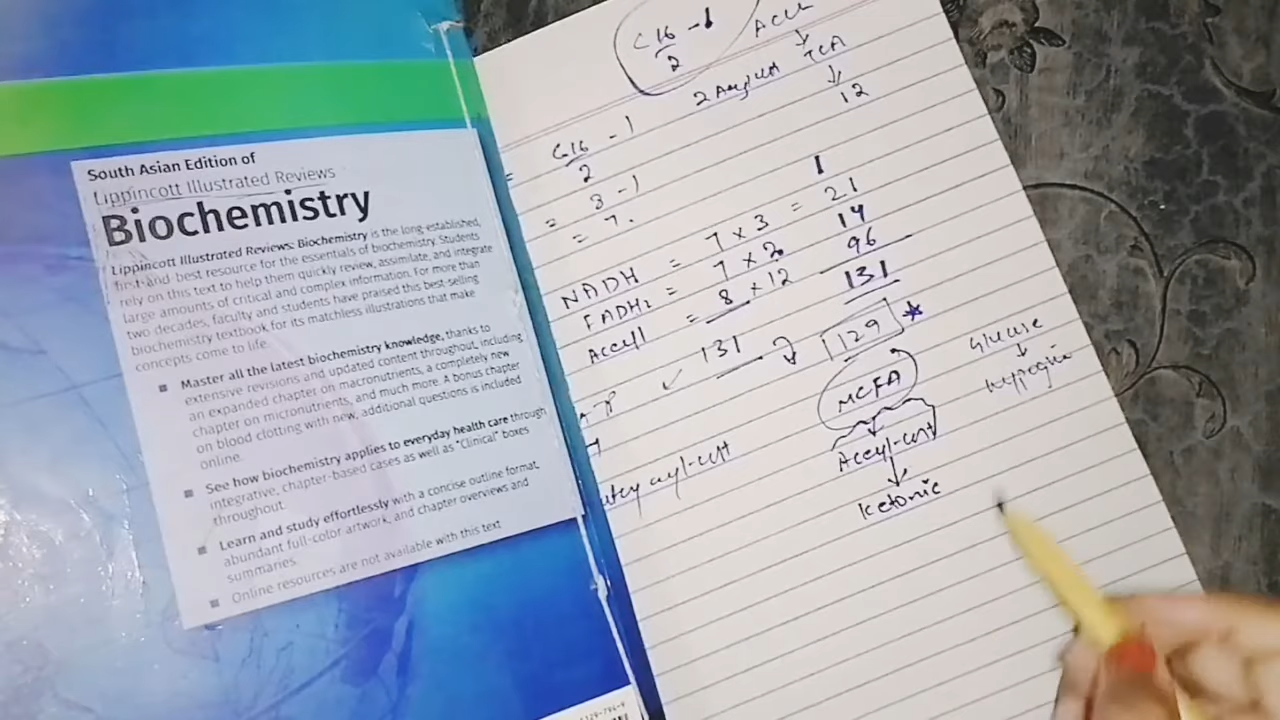 South Asian Edition of
Lippincott Illustrated Reviews
Biochemistry
Lippincott Illustrated Reviews: Biochemistry is the long-established,
first-and-best resource for the essentials of biochemistry. Students
rely on this text to help them quickly review, assimilate, and integrate
large amounts of critical and complex information. For more than
two decades, faculty and students have praised this best-selling
biochemistry textbook for its matchless illustrations that make
concepts come to life.
Master all the latest biochemistry knowledge, thanks to
extensive revisions and updated content throughout, including
an expanded chapter on macronutrients, a completely new
chapter on micronutrients, and much more. A bonus chapter
on blood clotting with new, additional questions is included
online.
See how biochemistry applies to everyday health care through
integrative, chapter-based cases as well as "Clinical" boxes
throughout.
Learn and study effortlessly with a concise outline format,
abundant full-color artwork, and chapter overviews and
summaries.
Online resources are not available with this text
C16 - 1
2
TCA
12
C16 - 1
2
= 8 - 1
= 7.
1
NADH = 7 × 3 = 21
FADH2 = 7 × 2 14
Aceyl = 8 × 12 96
131
131 129
MCFA
Aceyl-coA
Ketonic
Glucose